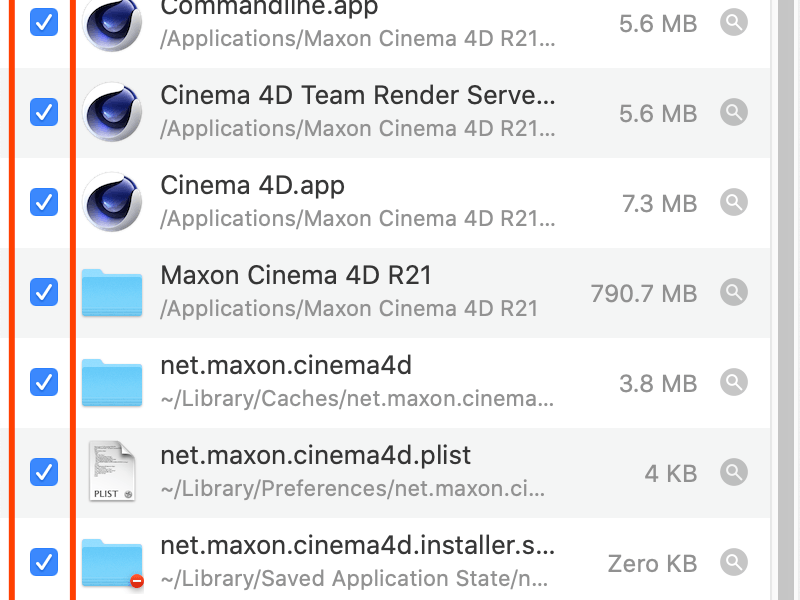 Commandline.app
5.6 MB
/Applications/Maxon Cinema 4D R21...
Cinema 4D Team Render Serve...
5.6 MB
/Applications/Maxon Cinema 4D R21...
Cinema 4D.app
7.3 MB
/Applications/Maxon Cinema 4D R21...
Maxon Cinema 4D R21
790.7 MB
/Applications/Maxon Cinema 4D R21
net.maxon.cinema4d
3.8 MB
~/Library/Caches/net.maxon.cinema...
net.maxon.cinema4d.plist
4 KB
~/Library/Preferences/net.maxon.ci...
PLIST
net.maxon.cinema4d.installer.s...
Zero KB
~/Library/Saved Application State/n...